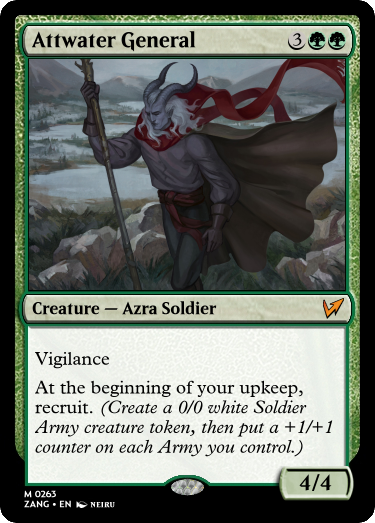 Attwater General 3
Creature — Azra Soldier
Vigilance
At the beginning of your upkeep,
recruit. (Create a 0/0 white Soldier
Army creature token, then put a +1/+1
counter on each Army you control.)
4/4
M 0263
ZANG • EN NEIRU